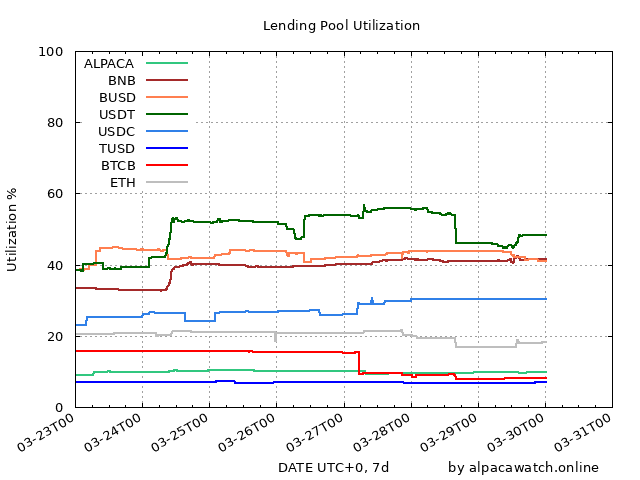 Lending Pool Utilization
Utilization %
100
80
60
40
20
0
ALPACA
BNB
BUSD
USDT
USDC
TUSD
BTCB
ETH
03-23T00
03-24T00
03-25T00
03-26T00
03-27T00
03-28T00
03-29T00
03-30T00
03-31T00
DATE UTC+0, 7d
by alpacawatch.online